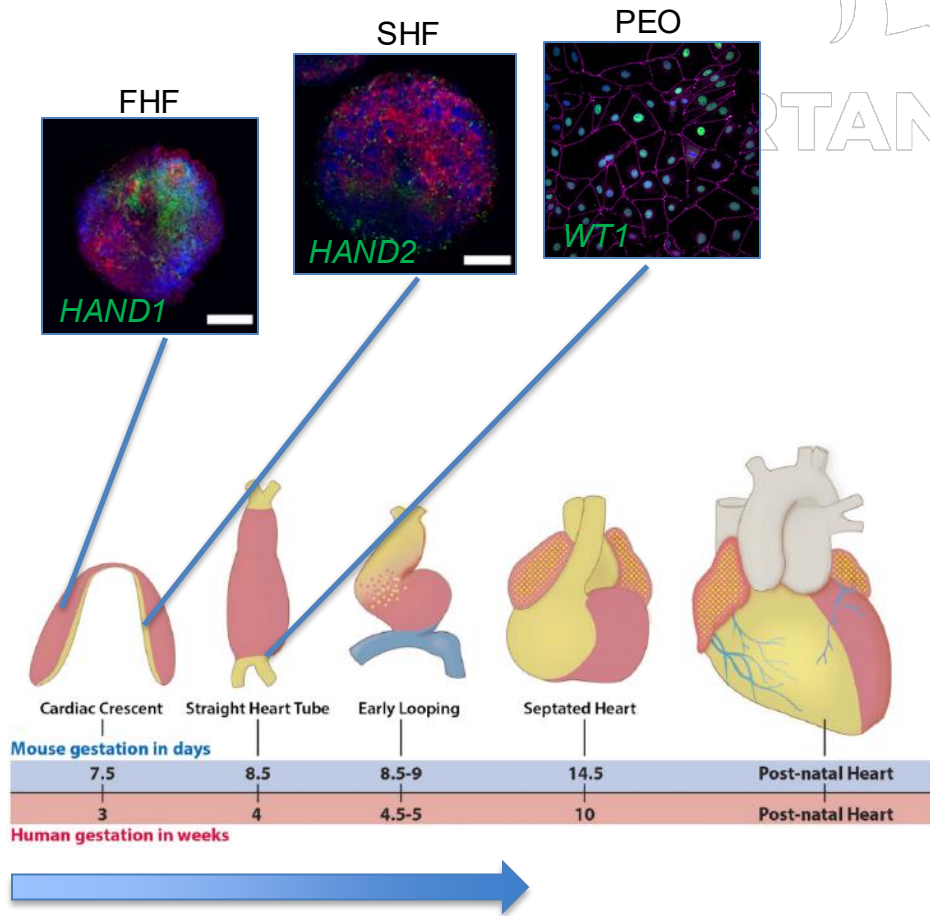 FHF
SHF
PEO
HAND1
HAND2
WT1
RTAN
Cardiac Crescent
Straight Heart Tube
Early Looping
Septated Heart
Mouse gestation in days
7.5
8.5
8.5-9
14.5
Post-natal Heart
3
4
4.5-5
10
Post-natal Heart
Human gestation in weeks